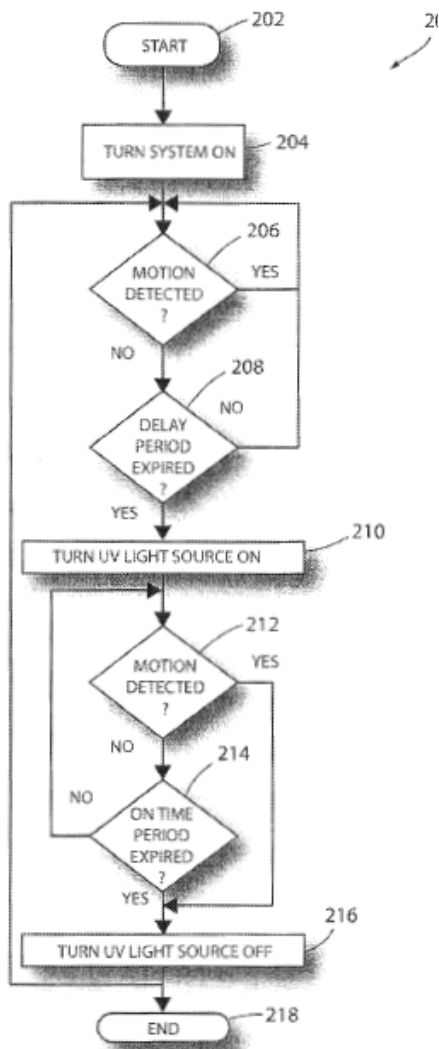 202
20
START
TURN SYSTEM ON
204
206
MOTION
DETECTED
?
YES
NO
208
NO
DELAY
PERIOD
EXPIRED
?
YES
210
TURN UV LIGHT SOURCE ON
212
MOTION
DETECTED
?
YES
NO
214
NO
ON TIME
PERIOD
EXPIRED
?
YES
216
TURN UV LIGHT SOURCE OFF
END
218